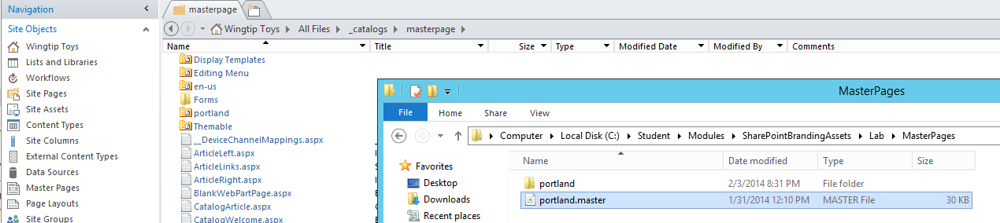 Navigation
Site Objects
Wingtip Toys
Lists and Libraries
Workflows
Site Pages
Site Assets
Content Types
Site Columns
External Content Types
Data Sources
Master Pages
Page Layouts
Site Groups
masterpage
Wingtip Toys All Files _catalogs masterpage
Name Title Size Type Modified Date Modified By Comments
Display Templates
Editing Menu
en-us
Forms
portland
Themable
__DeviceChannelMappings.aspx
ArticleLeft.aspx
ArticleLinks.aspx
ArticleRight.aspx
BlankWebPartPage.aspx
CatalogArticle.aspx
CatalogWelcome.aspx
MasterPages
File Home Share View
Computer Local Disk (C:) Student Modules SharePointBrandingAssets Lab MasterPages
Favorites
Desktop
Downloads
Recent places
Name Date modified Type Size
portland 2/3/2014 8:31 PM File folder
portland.master 1/31/2014 12:10 PM MASTER File 30 KB